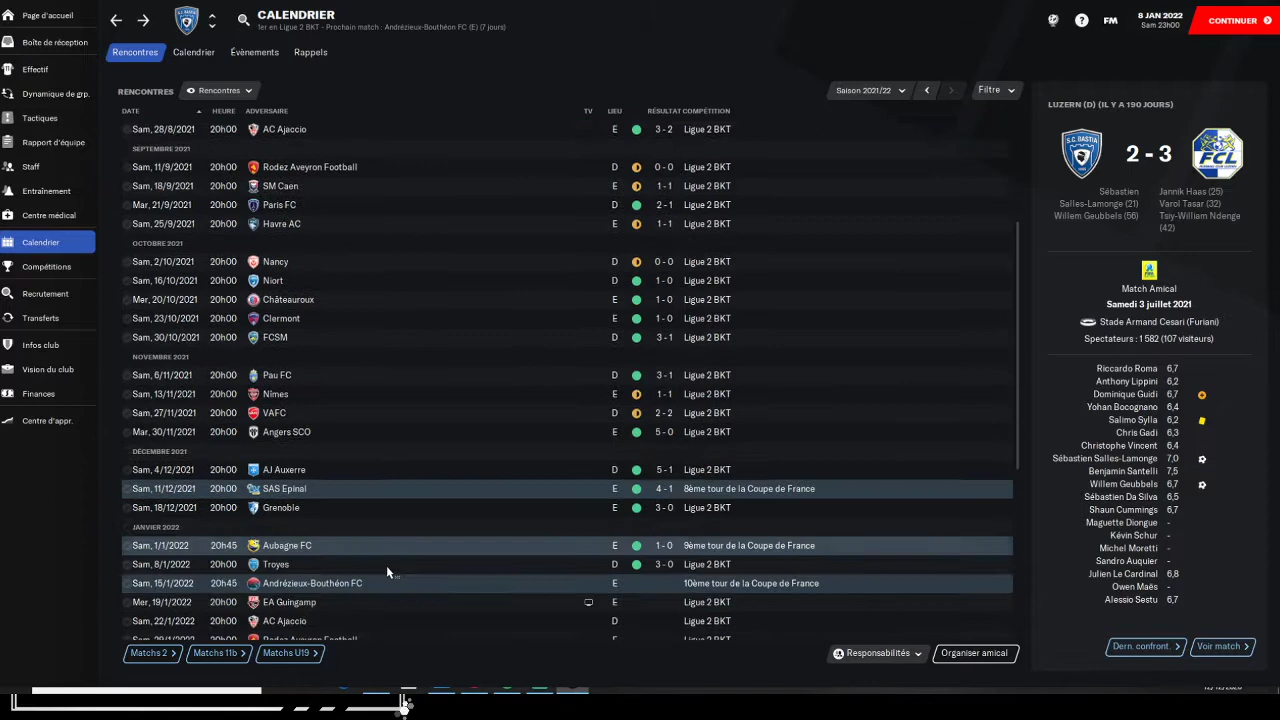 Page d'accueil
Boîte de réception
Effectif
Dynamique de grp.
Tactiques
Rapport d'équipe
Staff
Entraînement
Centre médical
Calendrier
Compétitions
Recrutement
Transferts
Infos club
Vision du club
Finances
Centre d'appr.
CALENDRIER
1er en Ligue 2 BKT - Prochain match : Andrézieux-Bouthéon FC (E) (7 jours)
FM
8 JAN 2022
Sam 23h00
CONTINUER
Rencontres Calendrier Évènements Rappels
RENCONTRES Rencontres Saison 2021/22 Filtre
DATE HEURE ADVERSAIRE TV LIEU RÉSULTAT COMPÉTITION
Sam, 28/8/2021 20h00 AC Ajaccio E 3 - 2 Ligue 2 BKT
SEPTEMBRE 2021
Sam, 11/9/2021 20h00 Rodez Aveyron Football D 0 - 0 Ligue 2 BKT
Sam, 18/9/2021 20h00 SM Caen E 1 - 1 Ligue 2 BKT
Mar, 21/9/2021 20h00 Paris FC D 2 - 1 Ligue 2 BKT
Sam, 25/9/2021 20h00 Havre AC E 1 - 1 Ligue 2 BKT
OCTOBRE 2021
Sam, 2/10/2021 20h00 Nancy D 0 - 0 Ligue 2 BKT
Sam, 16/10/2021 20h00 Niort D 1 - 0 Ligue 2 BKT
Mer, 20/10/2021 20h00 Châteauroux E 1 - 0 Ligue 2 BKT
Sam, 23/10/2021 20h00 Clermont E 1 - 0 Ligue 2 BKT
Sam, 30/10/2021 20h00 FCSM D 3 - 1 Ligue 2 BKT
NOVEMBRE 2021
Sam, 6/11/2021 20h00 Pau FC D 3 - 1 Ligue 2 BKT
Sam, 13/11/2021 20h00 Nîmes E 1 - 1 Ligue 2 BKT
Sam, 27/11/2021 20h00 VAFC D 2 - 2 Ligue 2 BKT
Mar, 30/11/2021 20h00 Angers SCO E 5 - 0 Ligue 2 BKT
DÉCEMBRE 2021
Sam, 4/12/2021 20h00 AJ Auxerre D 5 - 1 Ligue 2 BKT
Sam, 11/12/2021 20h00 SAS Epinal E 4 - 1 8ème tour de la Coupe de France
Sam, 18/12/2021 20h00 Grenoble E 3 - 0 Ligue 2 BKT
JANVIER 2022
Sam, 1/1/2022 20h45 Aubagne FC E 1 - 0 9ème tour de la Coupe de France
Sam, 8/1/2022 20h00 Troyes D 3 - 0 Ligue 2 BKT
Sam, 15/1/2022 20h45 Andrézieux-Bouthéon FC E 10ème tour de la Coupe de France
Mer, 19/1/2022 20h00 EA Guingamp E Ligue 2 BKT
Sam, 22/1/2022 20h00 AC Ajaccio D Ligue 2 BKT
Sam, 29/1/2022 20h00 Rodez Aveyron Football E Ligue 2 BKT
Matchs 2 Matchs 11b Matchs U19 Responsabilités Organiser amical
LUZERN (D) (IL Y A 190 JOURS)
S.C. BASTIA 2 - 3 FCL
Sébastien
Salles-Lamonge (21)
Willem Geubbels (56)
Jannik Haas (25)
Varol Tasar (32)
Tsiy-William Ndenge
(42)
Match Amical
Samedi 3 juillet 2021
Stade Armand Cesari (Furiani)
Spectateurs : 1 582 (107 visiteurs)
Riccardo Roma 6,7
Anthony Lippini 6,2
Dominique Guidi 6,7
Yohan Bocognano 6,4
Salimo Sylla 6,2
Chris Gadi 6,3
Christophe Vincent 6,4
Sébastien Salles-Lamonge 7,0
Benjamin Santelli 7,5
Willem Geubbels 6,7
Sébastien Da Silva 6,5
Shaun Cummings 6,7
Maguette Diongue -
Kévin Schur -
Michel Moretti -
Sandro Auxier -
Julien Le Cardinal 6,8
Owen Maës -
Alessio Sestu 6,7
Dern. confront. Voir match